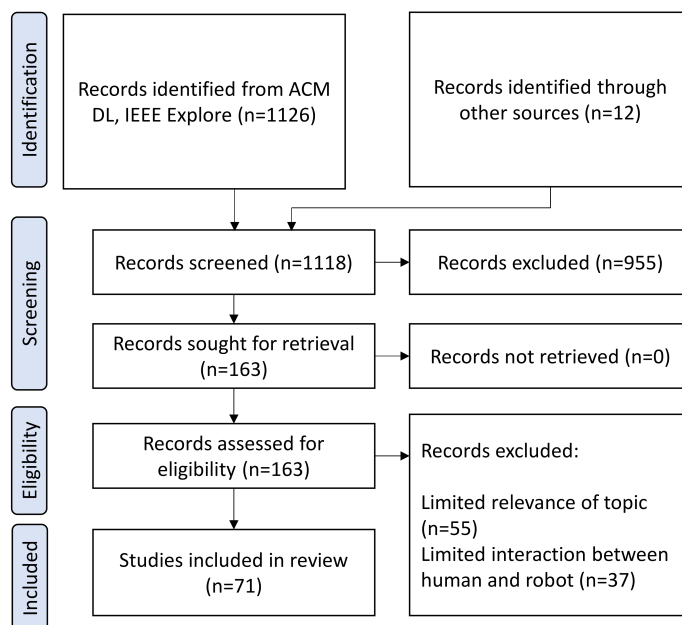 Identification
Records identified from ACM
DL, IEEE Explore (n=1126)
Records identified through
other sources (n=12)
Screening
Records screened (n=1118)
Records excluded (n=955)
Records sought for retrieval
(n=163)
Records not retrieved (n=0)
Eligibility
Records assessed for
eligibility (n=163)
Records excluded:
Limited relevance of topic
(n=55)
Limited interaction between
human and robot (n=37)
Included
Studies included in review
(n=71)